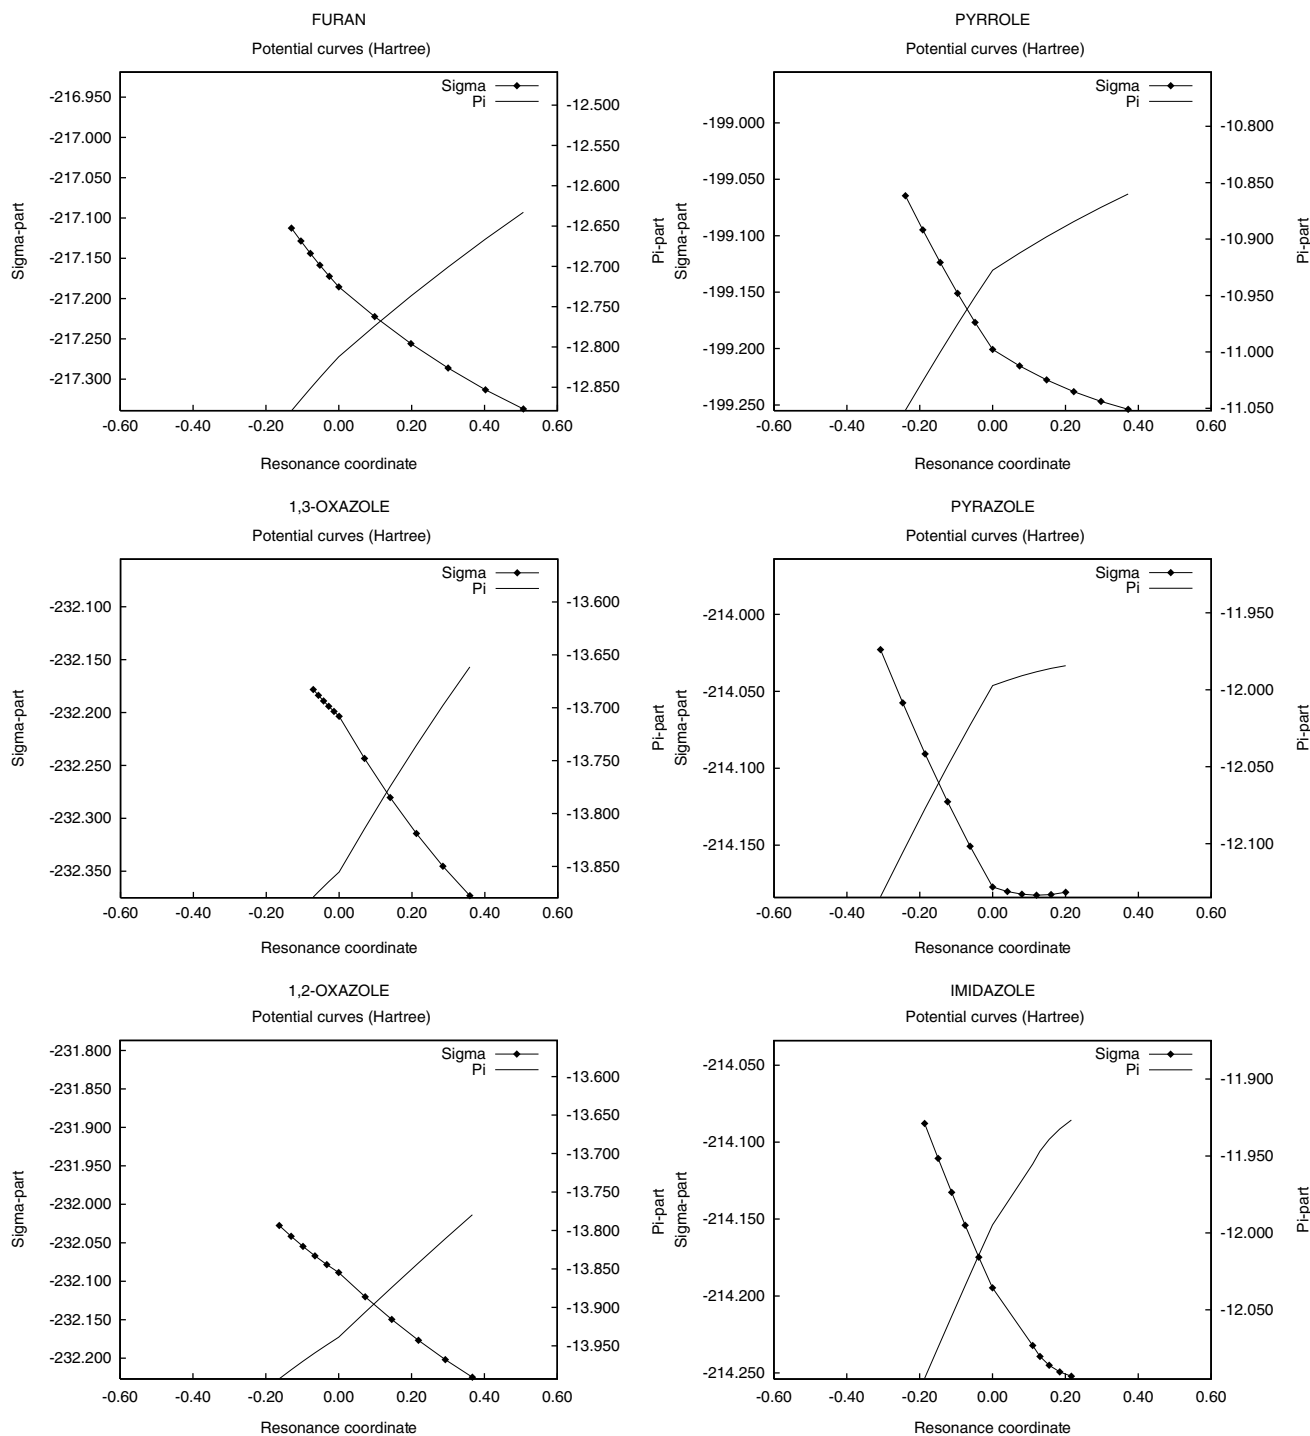 FURAN
Potential curves (Hartree)
Sigma
Pi
-216.950
-217.000
-217.050
-217.100
-217.150
-217.200
-217.250
-217.300
Sigma-part
-12.500
-12.550
-12.600
-12.650
-12.700
-12.750
-12.800
-12.850
Pi-part
-0.60 -0.40 -0.20 0.00 0.20 0.40 0.60
Resonance coordinate
PYRROLE
Potential curves (Hartree)
Sigma
Pi
-199.000
-199.050
-199.100
-199.150
-199.200
-199.250
Sigma-part
-10.800
-10.850
-10.900
-10.950
-11.000
-11.050
Pi-part
-0.60 -0.40 -0.20 0.00 0.20 0.40 0.60
Resonance coordinate
1,3-OXAZOLE
Potential curves (Hartree)
Sigma
Pi
-232.100
-232.150
-232.200
-232.250
-232.300
-232.350
Sigma-part
-13.600
-13.650
-13.700
-13.750
-13.800
-13.850
Pi-part
-0.60 -0.40 -0.20 0.00 0.20 0.40 0.60
Resonance coordinate
PYRAZOLE
Potential curves (Hartree)
Sigma
Pi
-214.000
-214.050
-214.100
-214.150
Sigma-part
-11.950
-12.000
-12.050
-12.100
Pi-part
-0.60 -0.40 -0.20 0.00 0.20 0.40 0.60
Resonance coordinate
1,2-OXAZOLE
Potential curves (Hartree)
Sigma
Pi
-231.800
-231.850
-231.900
-231.950
-232.000
-232.050
-232.100
-232.150
-232.200
Sigma-part
-13.600
-13.650
-13.700
-13.750
-13.800
-13.850
-13.900
-13.950
Pi-part
-0.60 -0.40 -0.20 0.00 0.20 0.40 0.60
Resonance coordinate
IMIDAZOLE
Potential curves (Hartree)
Sigma
Pi
-214.050
-214.100
-214.150
-214.200
-214.250
Sigma-part
-11.900
-11.950
-12.000
-12.050
Pi-part
-0.60 -0.40 -0.20 0.00 0.20 0.40 0.60
Resonance coordinate